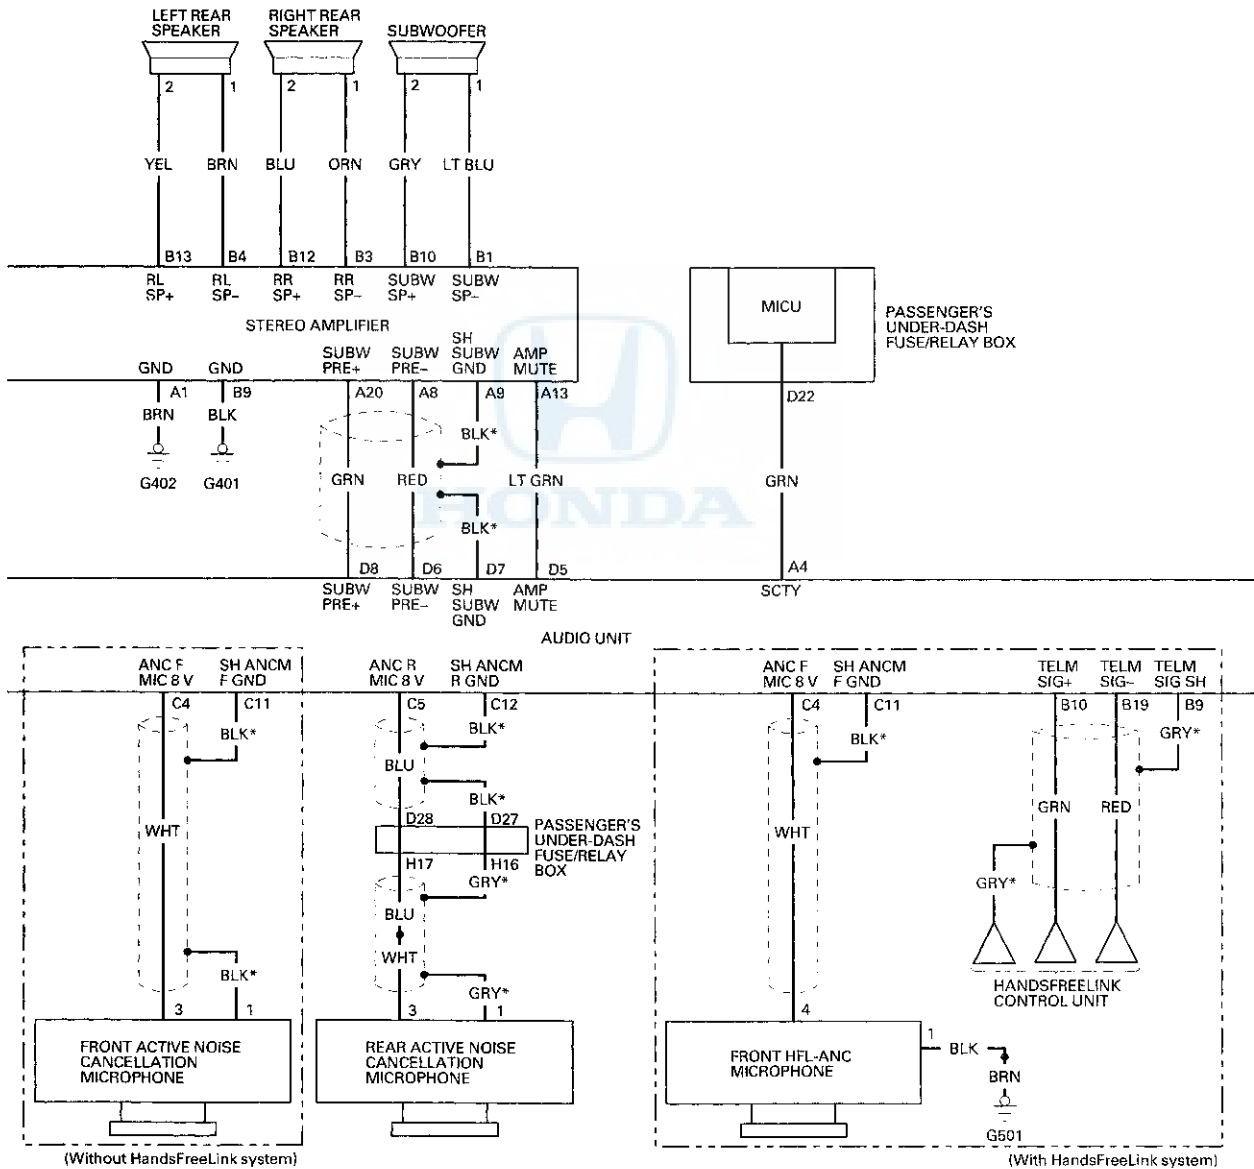 LEFT REAR
SPEAKER
RIGHT REAR
SPEAKER
SUBWOOFER
2 1 2 1 2 1
YEL BRN BLU ORN GRY LT BLU
B13 B4 B12 B3 B10 B1
RL
SP+
RL
SP−
RR
SP+
RR
SP−
SUBW
SP+
SUBW
SP−
STEREO AMPLIFIER
MICU
PASSENGER'S
UNDER-DASH
FUSE/RELAY BOX
GND
GND
SUBW
PRE+
SUBW
PRE−
SH
SUBW
GND
AMP
MUTE
A1 B9 A20 A8 A9 A13 D22
BRN BLK BLK*
G402 G401 GRN RED LT GRN GRN
HONDA
BLK*
D8 D6 D7 D5 A4
SUBW
PRE+
SUBW
PRE−
SH
SUBW
GND
AMP
MUTE
SCTY
AUDIO UNIT
ANC F
MIC 8 V
SH ANCM
F GND
ANC R
MIC 8 V
SH ANCM
R GND
ANC F
MIC 8 V
SH ANCM
F GND
TELM
SIG+
TELM
SIG−
TELM
SIG SH
C4 C11 C5 C12 C4 C11 B10 B19 B9
BLK* BLK* BLK* GRY*
BLU
BLK*
GRN RED
D28 D27
WHT WHT
PASSENGER'S
UNDER-DASH
FUSE/RELAY
BOX
H17 H16
GRY* GRY*
BLU
WHT
BLK* GRY*
HANDSFREELINK
CONTROL UNIT
3 1 3 1 4
FRONT ACTIVE NOISE
CANCELLATION
MICROPHONE
REAR ACTIVE NOISE
CANCELLATION
MICROPHONE
FRONT HFL-ANC
MICROPHONE
1
BLK
BRN
G501
(Without HandsFreeLink system)
(With HandsFreeLink system)